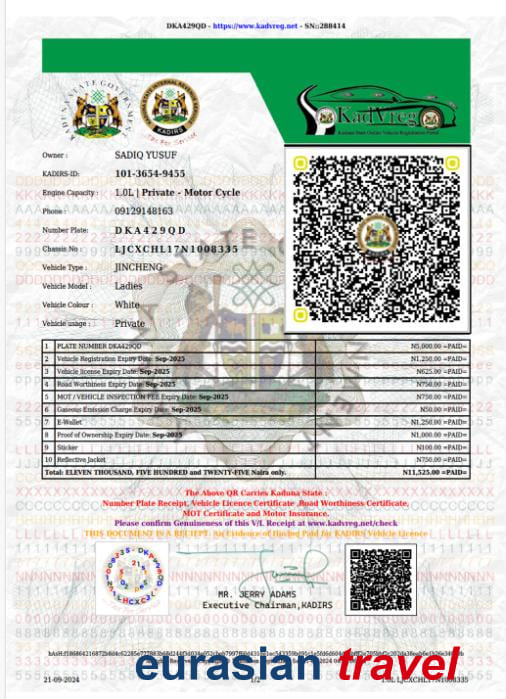 DKA429QD - https://www.kadvreg.net - SN::288414
KADUNA STATE GOVERNMENT
KADIRS
Tax For Service
KadVreg
Kaduna State Online Vehicle Registration Portal
Owner : SADIQ YUSUF
KADIRS-ID: 101-3654-9455
Engine Capacity : 1.0L | Private - Motor Cycle
Phone : 09129148163
Number Plate: DKA429QD
Chassis No : LJCXCHL17N1008335
Vehicle Type : JINCHENG
Vehicle Model : Ladies
Vehicle Colour : White
Vehicle usage : Private
1 PLATE NUMBER DKA429QD N5,000.00 =PAID=
2 Vehicle Registration Expiry Date: Sep-2025 N1,250.00 =PAID=
3 Vehicle license Expiry Date: Sep-2025 N625.00 =PAID=
4 Road Worthiness Expiry Date: Sep-2025 N750.00 =PAID=
5 MOT / VEHICLE INSPECTION FEE Expiry Date: Sep-2025 N750.00 =PAID=
6 Gaseous Emission Charge Expiry Date: Sep-2025 N50.00 =PAID=
7 E-Wallet N1,250.00 =PAID=
8 Proof of Ownership Expiry Date: Sep-2025 N1,000.00 =PAID=
9 Sticker N100.00 =PAID=
10 Reflective Jacket N750.00 =PAID=
Total: ELEVEN THOUSAND, FIVE HUNDRED and TWENTY-FIVE Naira only. N11,525.00 =PAID=
The Above QR Carries Kaduna State
Number Plate Receipt, Vehicle Licence Certificate ,Road Worthiness Certificate,
MOT Certificate and Motor Insurance.
Please confirm Genuineness of this V/L Receipt at www.kadvreg.net/check
THIS DOCUMENT IS A RECIEPT: An Evidence of Having Paid for KADIRS Vehicle Licence
MR. JERRY ADAMS
Executive Chairman,KADIRS
eurasian travel
21-09-2024 1/2 1.0L LJCXCHL17N1008335